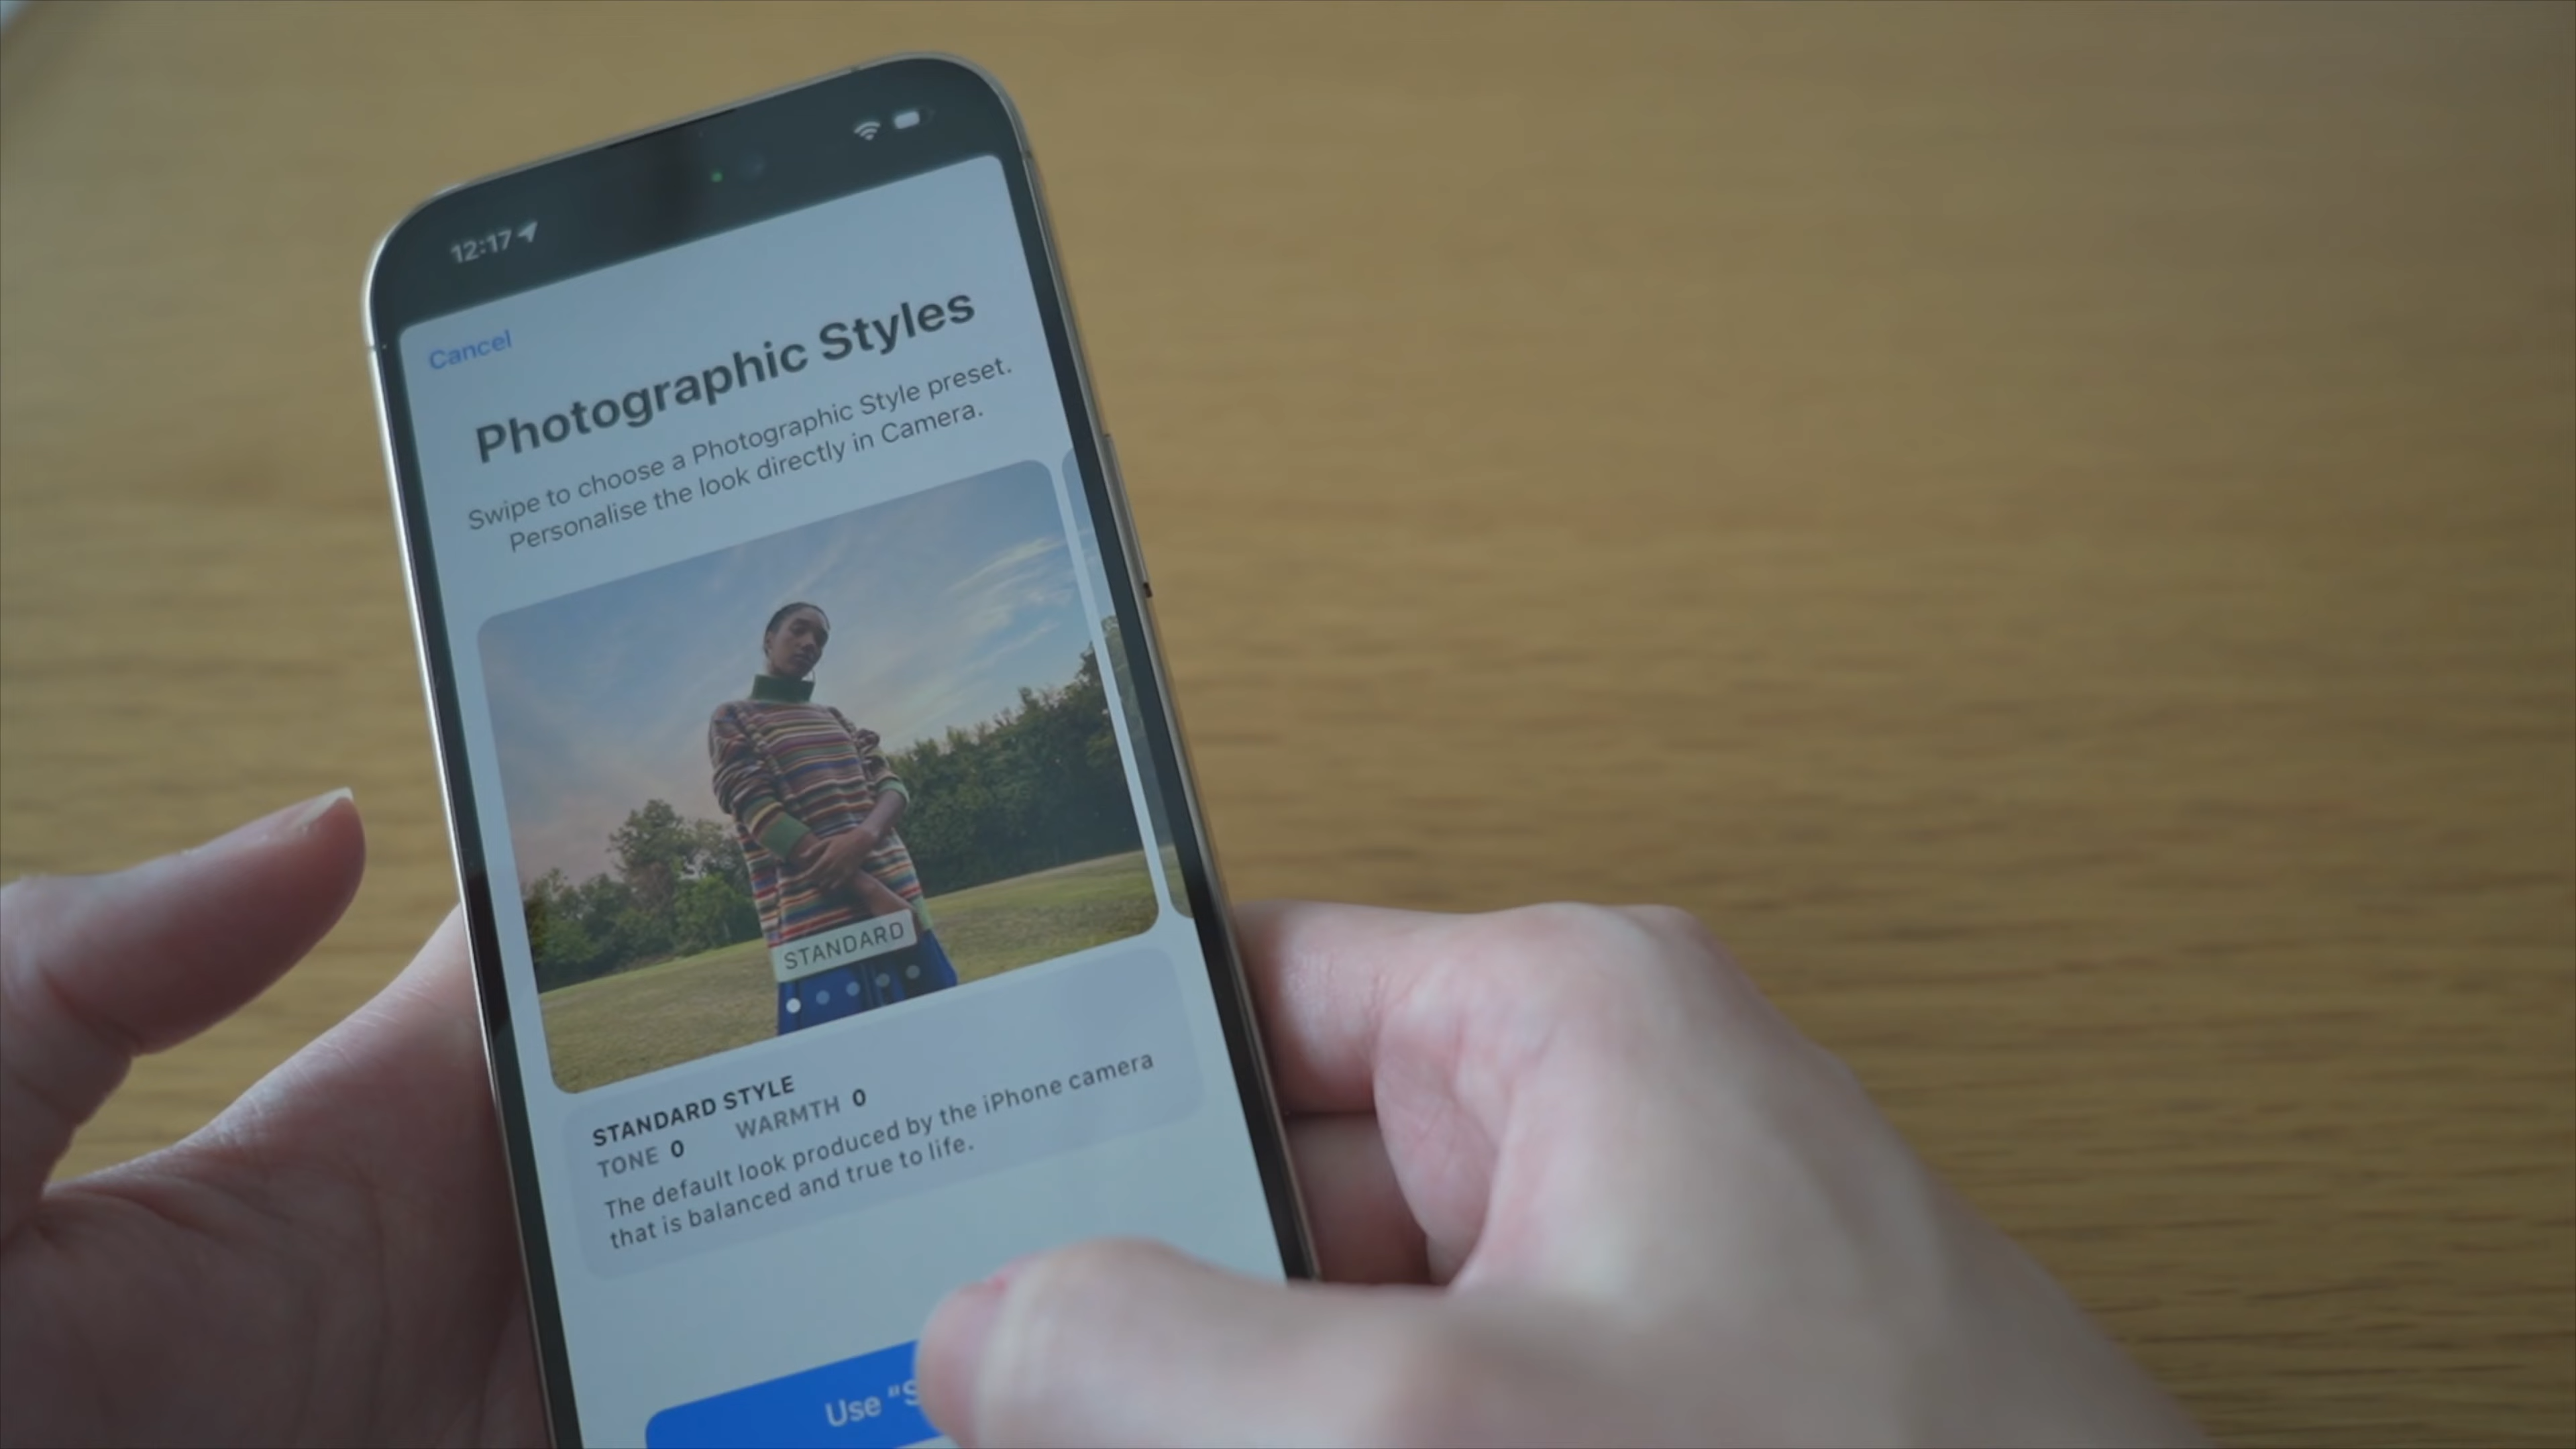 12:17
Cancel
Photographic Styles
Swipe to choose a Photographic Style preset.
Personalise the look directly in Camera.
STANDARD
STANDARD STYLE
TONE 0 WARMTH 0
The default look produced by the iPhone camera
that is balanced and true to life.
Use "S